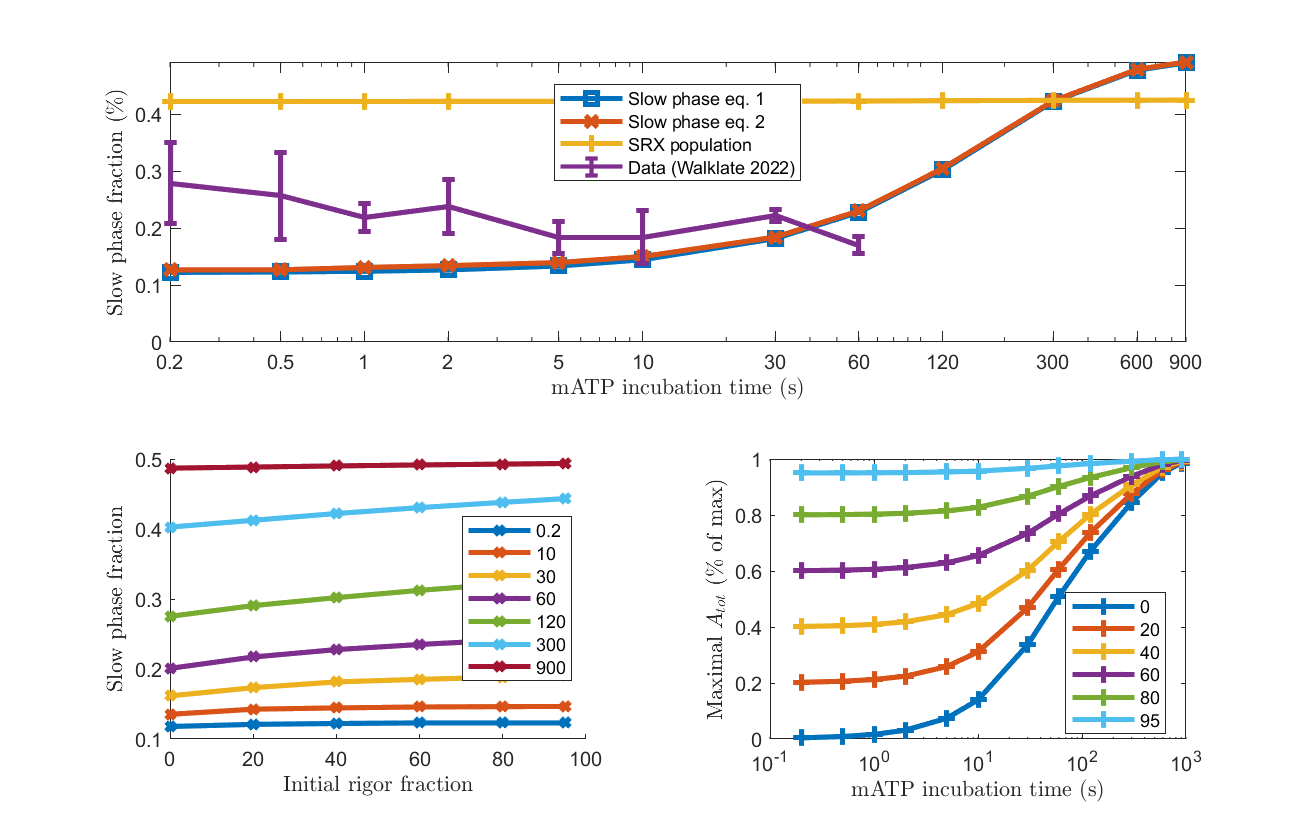 Slow phase fraction (%)
0.4
0.3
0.2
0.1
0
Slow phase eq. 1
Slow phase eq. 2
SRX population
Data (Walklate 2022)
0.2 0.5 1 2 5 10 30 60 120 300 600 900
mATP incubation time (s)
Slow phase fraction
0.5
0.4
0.3
0.2
0.1
0.2
10
30
60
120
300
900
0 20 40 60 80 100
Initial rigor fraction
Maximal A_tot (% of max)
1
0.8
0.6
0.4
0.2
0
0
20
40
60
80
95
10^-1 10^0 10^1 10^2 10^3
mATP incubation time (s)